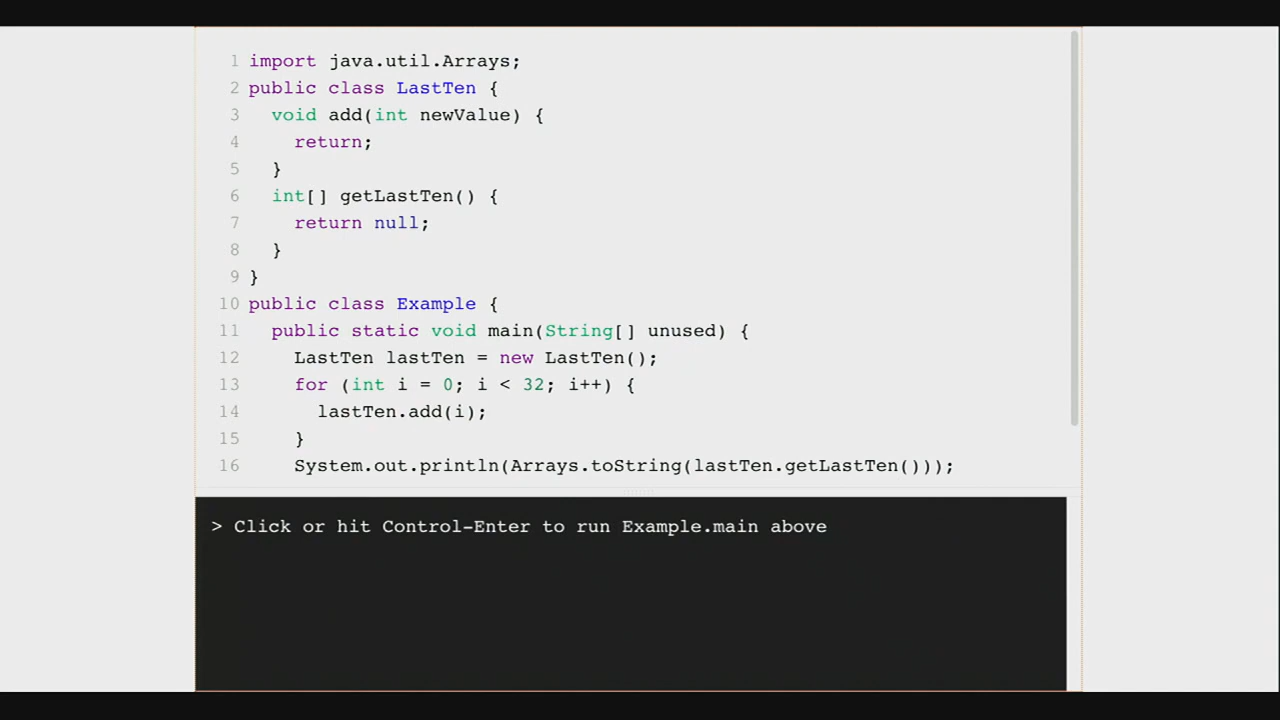 1 import java.util.Arrays;
2 public class LastTen {
3   void add(int newValue) {
4     return;
5   }
6   int[] getLastTen() {
7     return null;
8   }
9 }
10 public class Example {
11   public static void main(String[] unused) {
12     LastTen lastTen = new LastTen();
13     for (int i = 0; i < 32; i++) {
14       lastTen.add(i);
15     }
16     System.out.println(Arrays.toString(lastTen.getLastTen()));
> Click or hit Control-Enter to run Example.main above